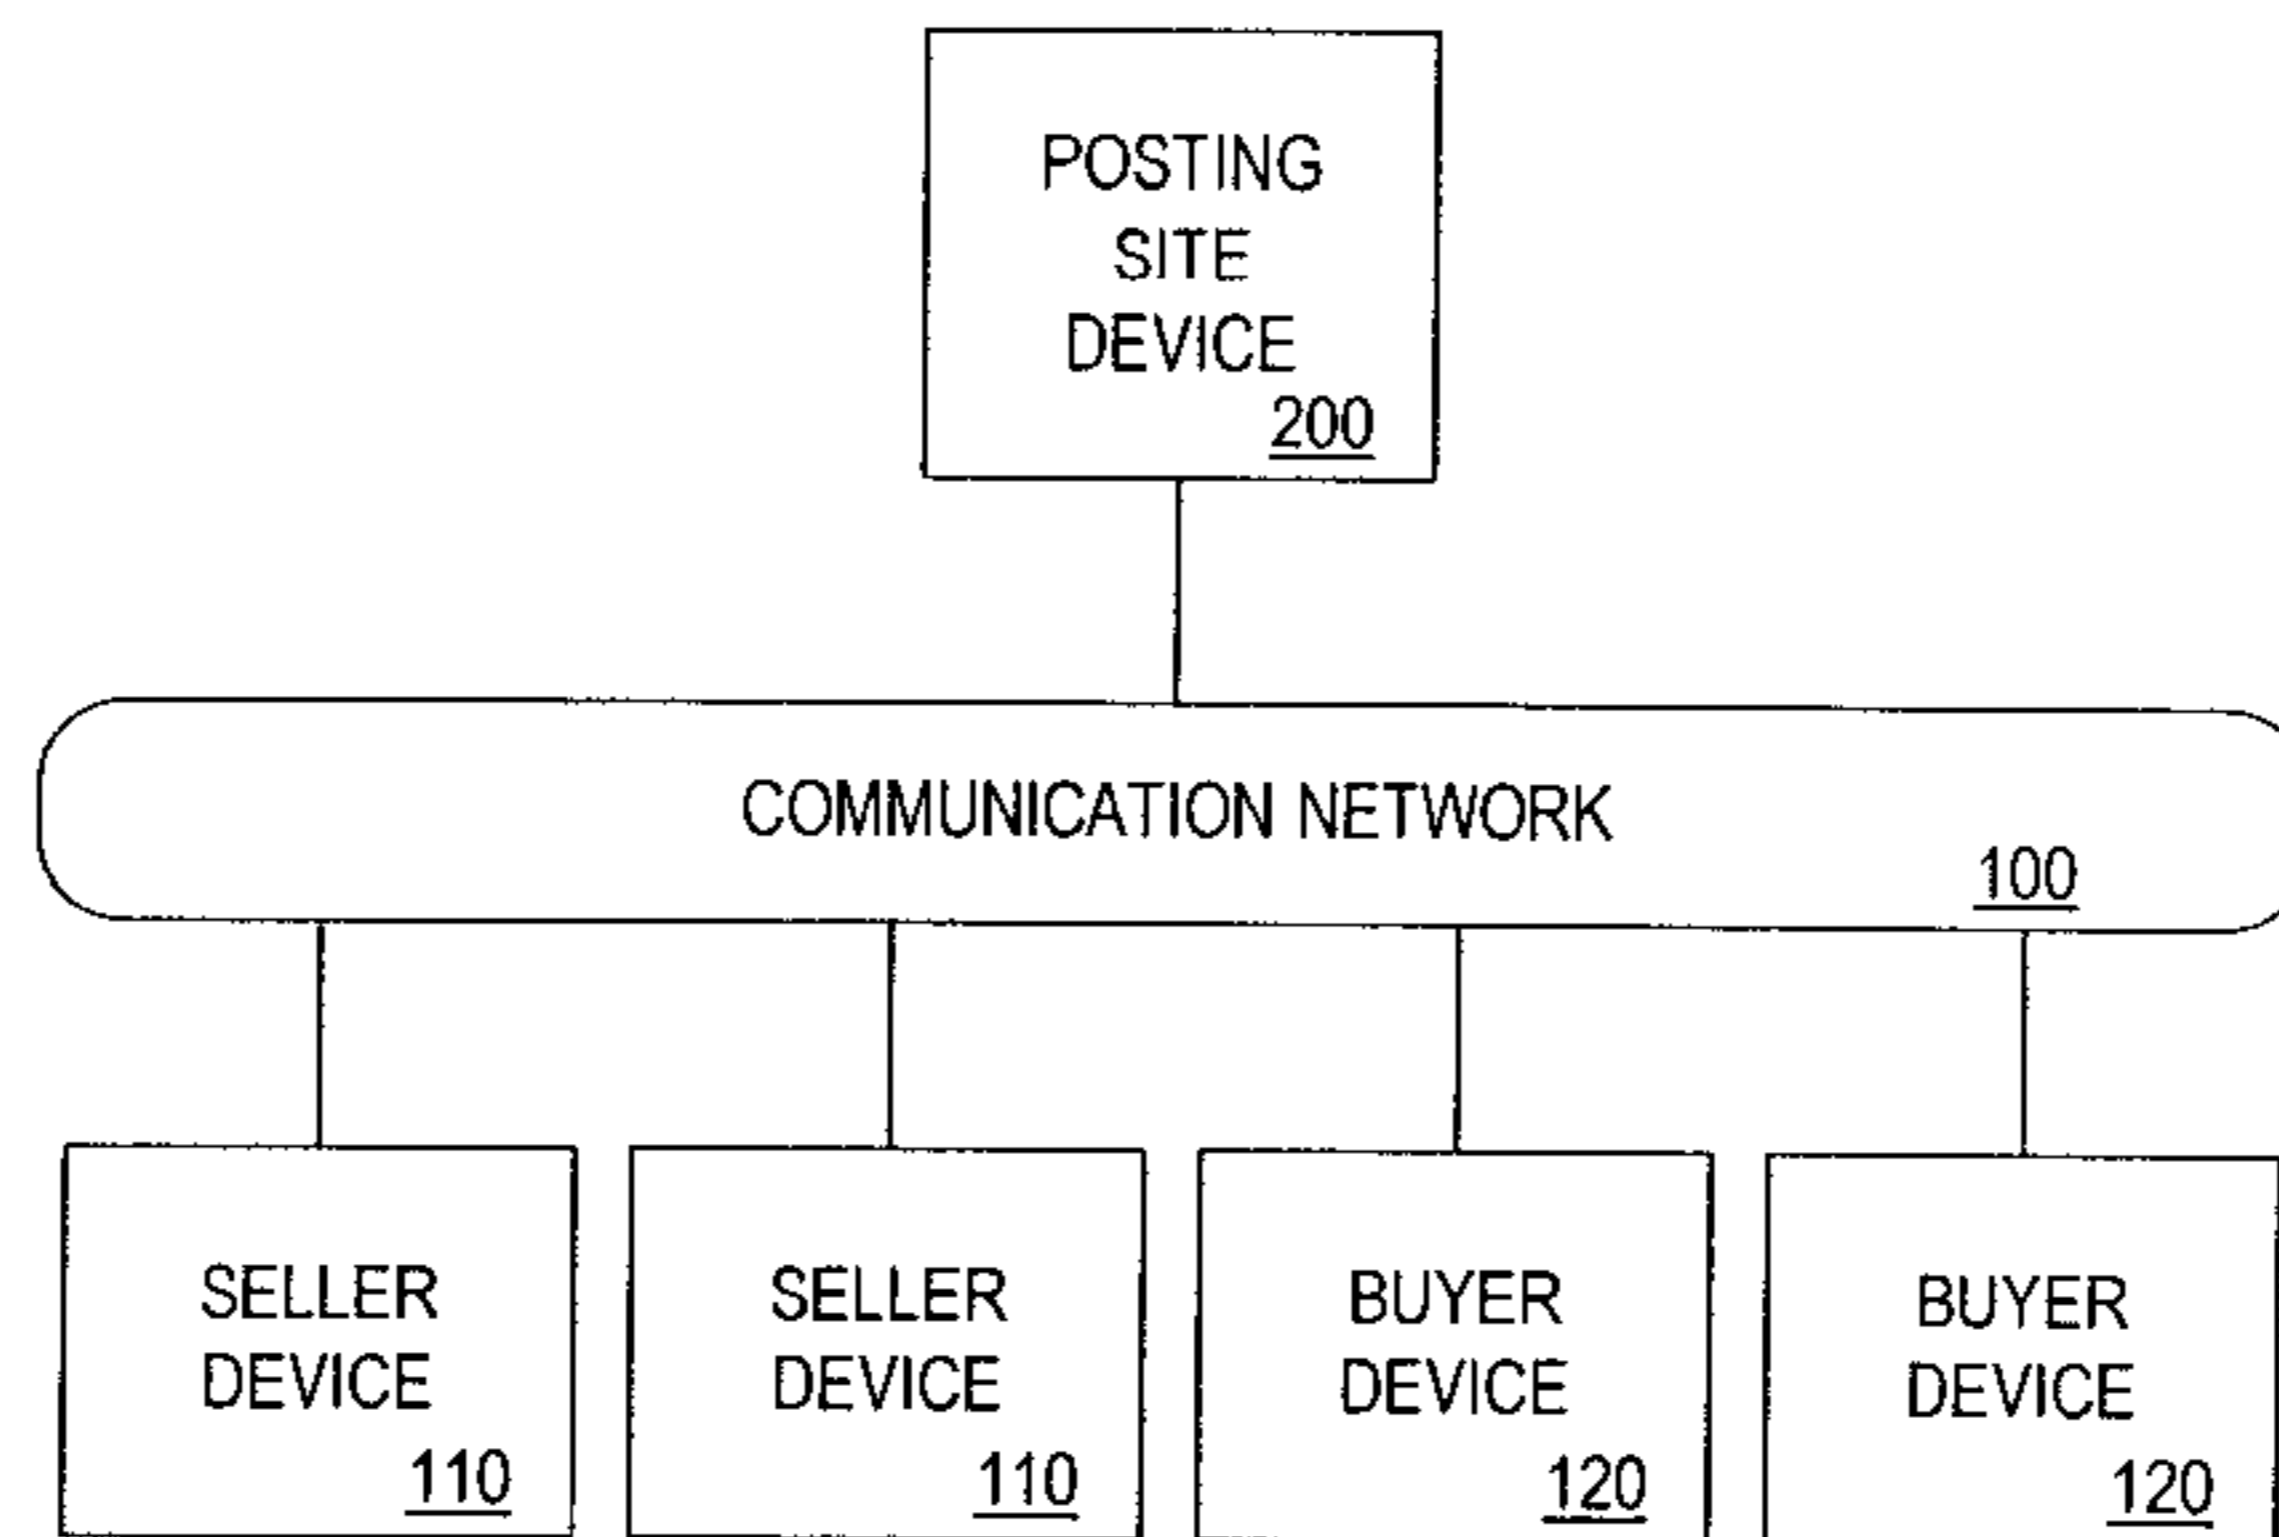 POSTING
SITE
DEVICE
200
COMMUNICATION NETWORK
100
SELLER
DEVICE
110
SELLER
DEVICE
110
BUYER
DEVICE
120
BUYER
DEVICE
120